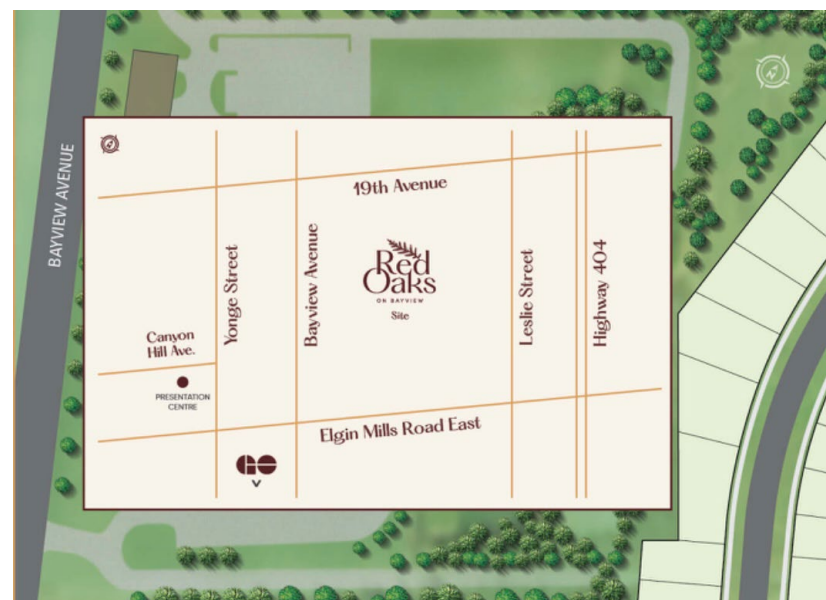 BAYVIEW AVENUE
19th Avenue
Yonge Street
Bayview Avenue
Red
Oaks
ON BAYVIEW
Site
Leslie Street
Highway 404
Canyon
Hill Ave.
PRESENTATION
CENTRE
Elgin Mills Road East
GO